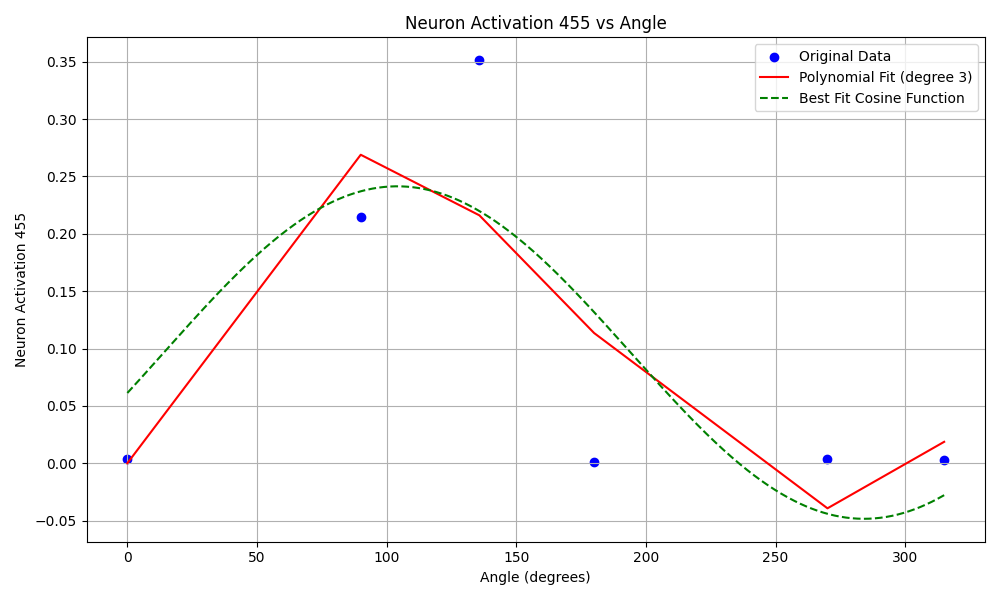 Neuron Activation 455 vs Angle
Original Data
Polynomial Fit (degree 3)
Best Fit Cosine Function
Neuron Activation 455
0.35
0.30
0.25
0.20
0.15
0.10
0.05
0.00
−0.05
0 50 100 150 200 250 300
Angle (degrees)